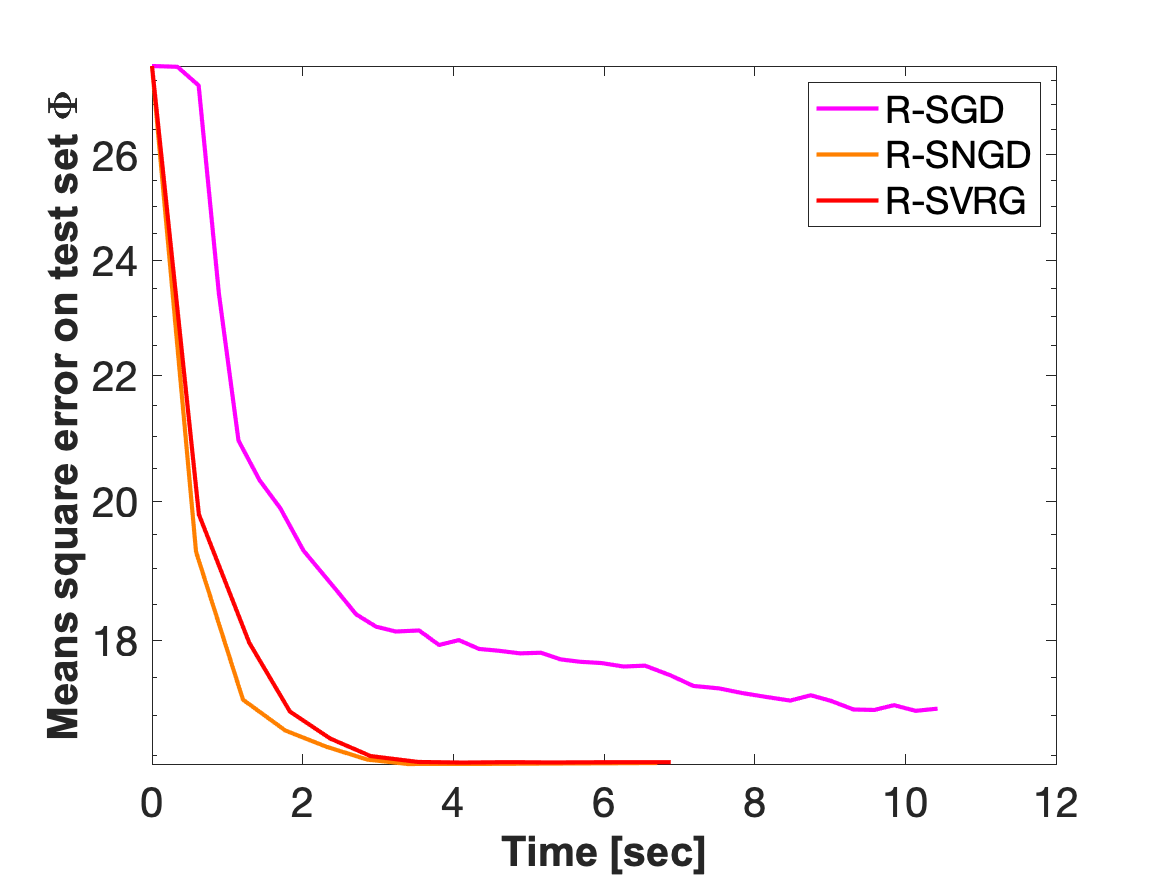 R-SGD
R-SNGD
R-SVRG
Means square error on test set Φ
26
24
22
20
18
0 2 4 6 8 10 12
Time [sec]